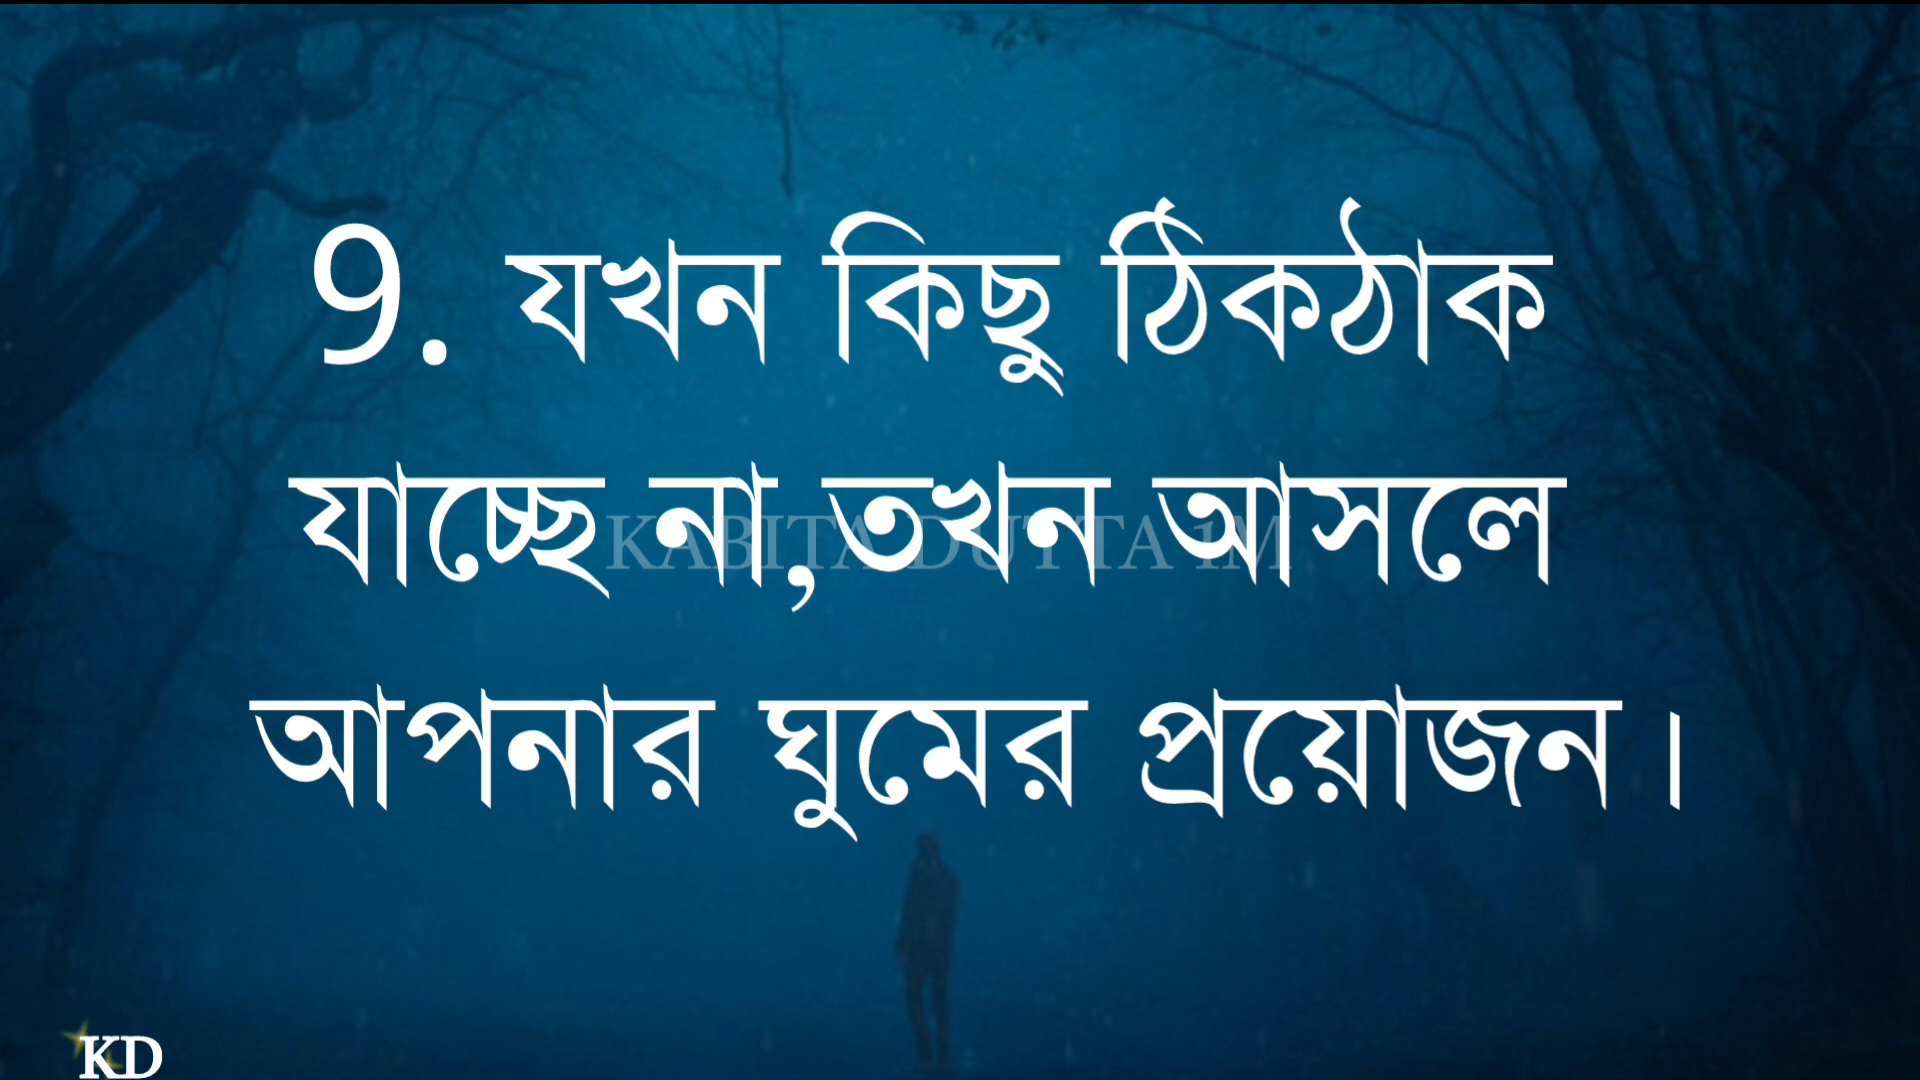 9. যখন কিছু ঠিকঠাক
যাচ্ছে না,তখন আসলে
KABITA DUTTA 1M
আপনার ঘুমের প্রয়োজন।
KD